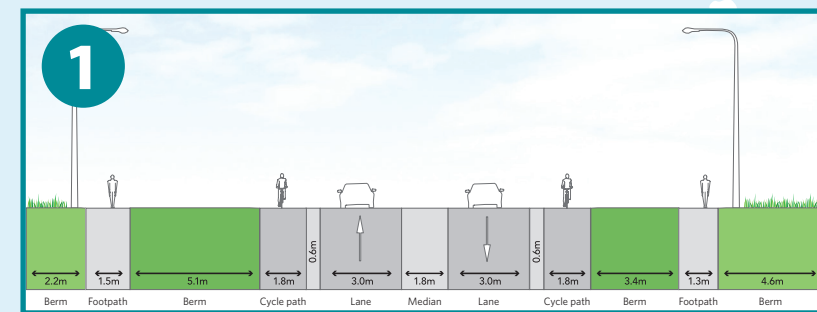 1
0.6m 0.6m
2.2m 1.5m 5.1m 1.8m 3.0m 1.8m 3.0m 1.8m 3.4m 1.3m 4.6m
Berm Footpath Berm Cycle path Lane Median Lane Cycle path Berm Footpath Berm